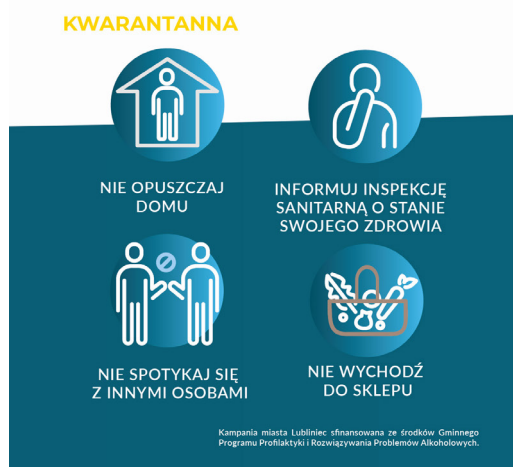 KWARANTANNA
NIE OPUSZCZAJ
DOMU
INFORMUJ INSPEKCJĘ
SANITARNĄ O STANIE
SWOJEGO ZDROWIA
NIE SPOTYKAJ SIĘ
Z INNYMI OSOBAMI
NIE WYCHODŹ
DO SKLEPU
Kampania miasta Lubliniec sfinansowana ze środków Gminnego
Programu Profilaktyki i Rozwiązywania Problemów Alkoholowych.